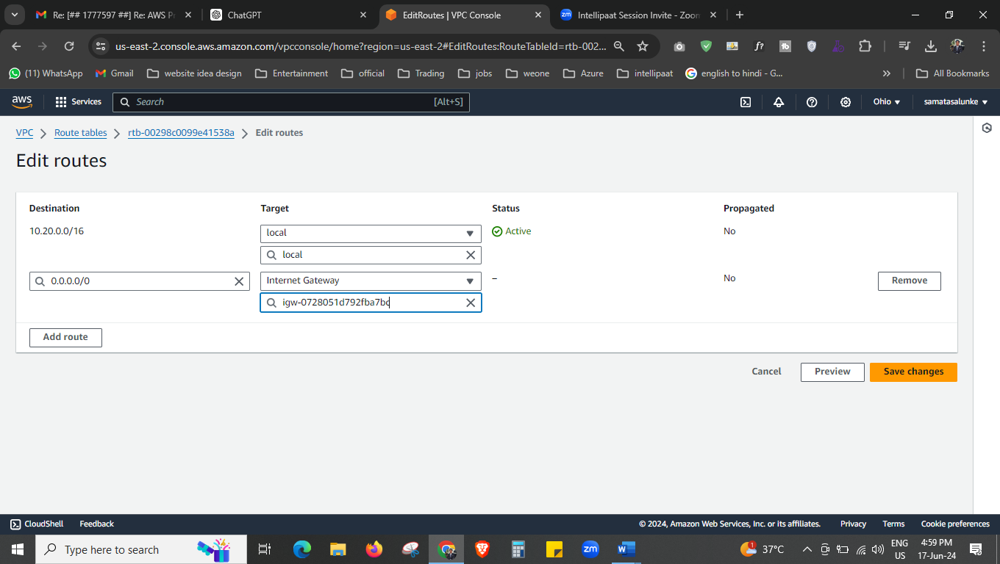 Re: [## 1777597 ##] Re: AWS P
ChatGPT
EditRoutes | VPC Console
zm
Intellipaat Session Invite - Zoom
us-east-2.console.aws.amazon.com/vpcconsole/home?region=us-east-2#EditRoutes:RouteTableId=rtb-002...
f?
tb
(11) WhatsApp
Gmail
website idea design
Entertainment
official
Trading
jobs
weone
Azure
intellipaat
english to hindi - G...
»
All Bookmarks
aws
Services
Search
[Alt+S]
Ohio
samatasalunke
VPC
Route tables
rtb-00298c0099e41538a
Edit routes
Edit routes
Destination
Target
Status
Propagated
10.20.0.0/16
local
Active
No
local
0.0.0.0/0
Internet Gateway
–
No
Remove
igw-0728051d792fba7bc
Add route
Cancel
Preview
Save changes
CloudShell
Feedback
© 2024, Amazon Web Services, Inc. or its affiliates.
Privacy
Terms
Cookie preferences
Type here to search
zm
W
1
37°C
ENG
US
4:59 PM
17-Jun-24